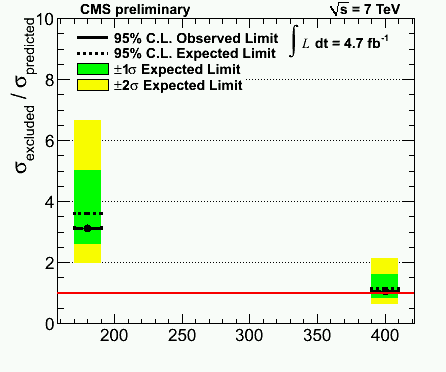 CMS preliminary √s = 7 TeV
95% C.L. Observed Limit
95% C.L. Expected Limit
∫ L dt = 4.7 fb⁻¹
±1σ Expected Limit
±2σ Expected Limit
σexcluded / σpredicted
10
8
6
4
2
0
200 250 300 350 400